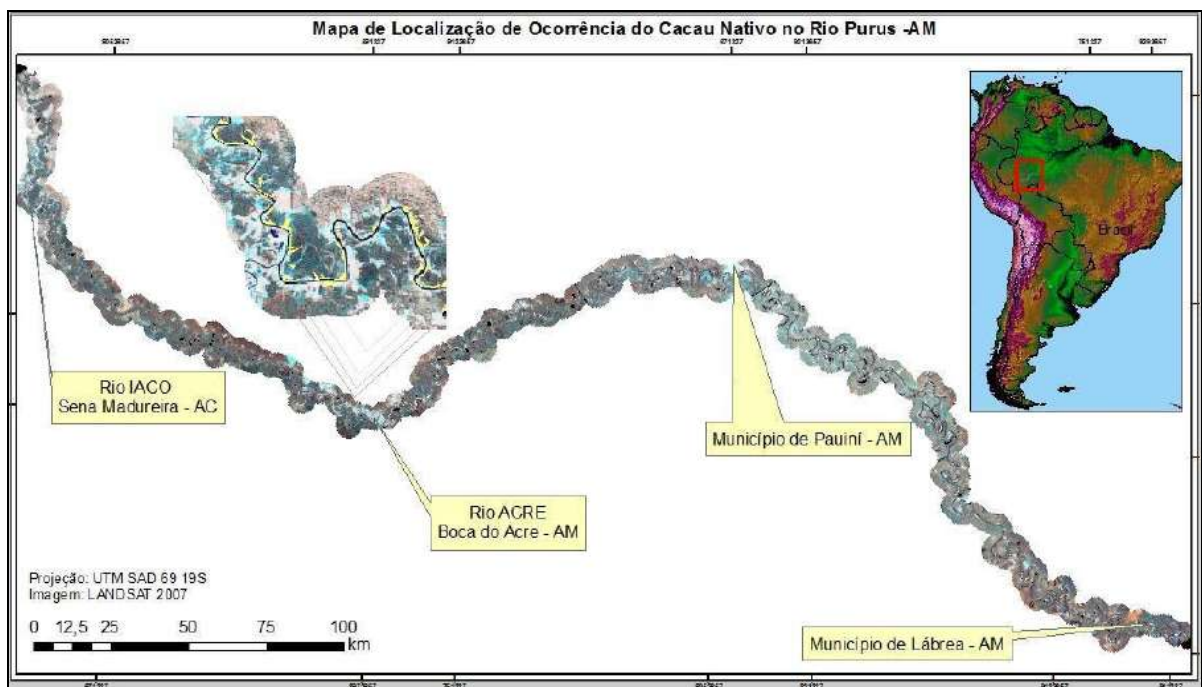 Mapa de Localização de Ocorrência do Cacau Nativo no Rio Purus -AM
Brasil
Rio IACO
Sena Madureira - AC
Município de Pauiní - AM
Rio ACRE
Boca do Acre - AM
Projeção: UTM SAD 69 19S
Imagem: LANDSAT 2007
0 12,5 25 50 75 100
km
Município de Lábrea - AM